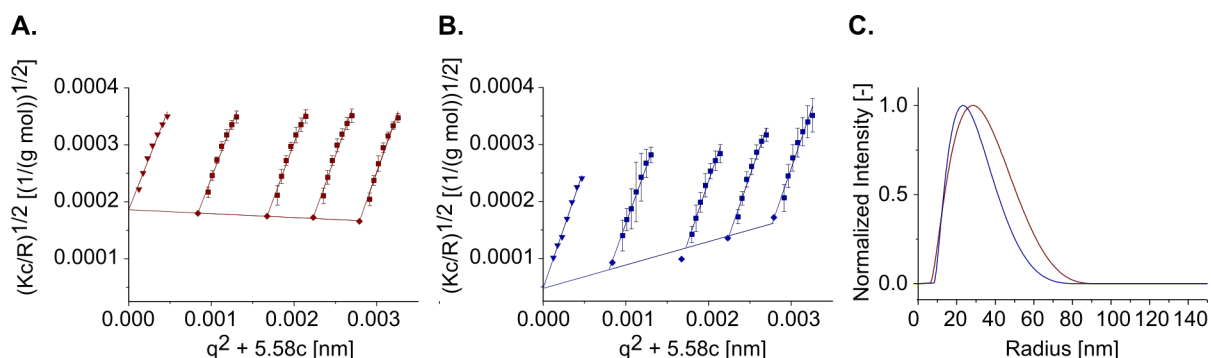 A.
(Kc/R)^1/2 [(1/(g mol))^1/2]
0.0004
0.0003
0.0002
0.0001
0.000
0.001
0.002
0.003
q^2 + 5.58c [nm]
B.
(Kc/R)^1/2 [(1/(g mol))^1/2]
0.0004
0.0003
0.0002
0.0001
0.000
0.001
0.002
0.003
q^2 + 5.58c [nm]
C.
Normalized Intensity [-]
1.0
0.5
0.0
0 20 40 60 80 100 120 140
Radius [nm]